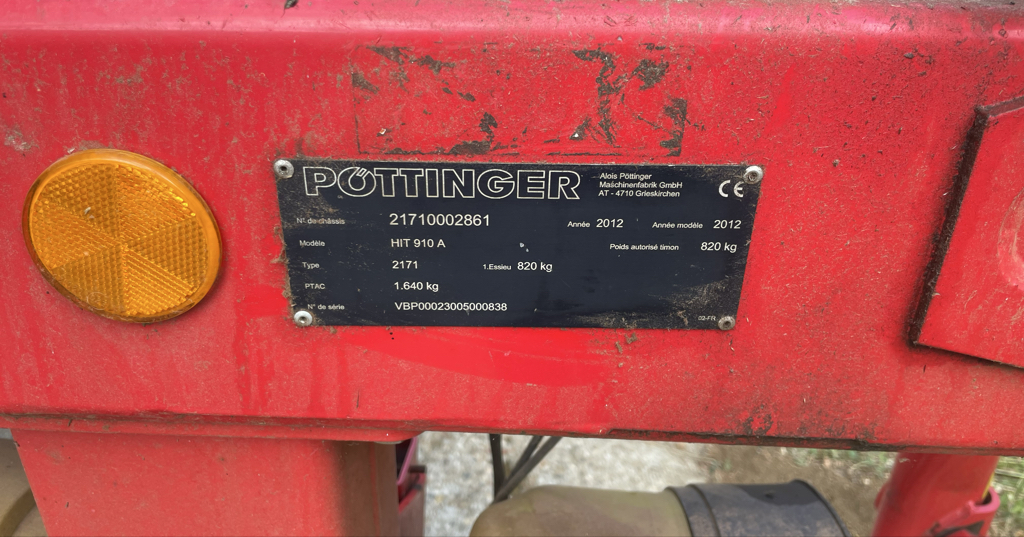 PÖTTINGER
Alois Pöttinger
Maschinenfabrik GmbH
AT - 4710 Grieskirchen
CE
N° de châssis 21710002861 Année 2012 Année modèle 2012
Modèle HIT 910 A Poids autorisé timon 820 kg
Type 2171 1.Essieu 820 kg
PTAC 1.640 kg
N° de série VBP00023005000838
02-FR